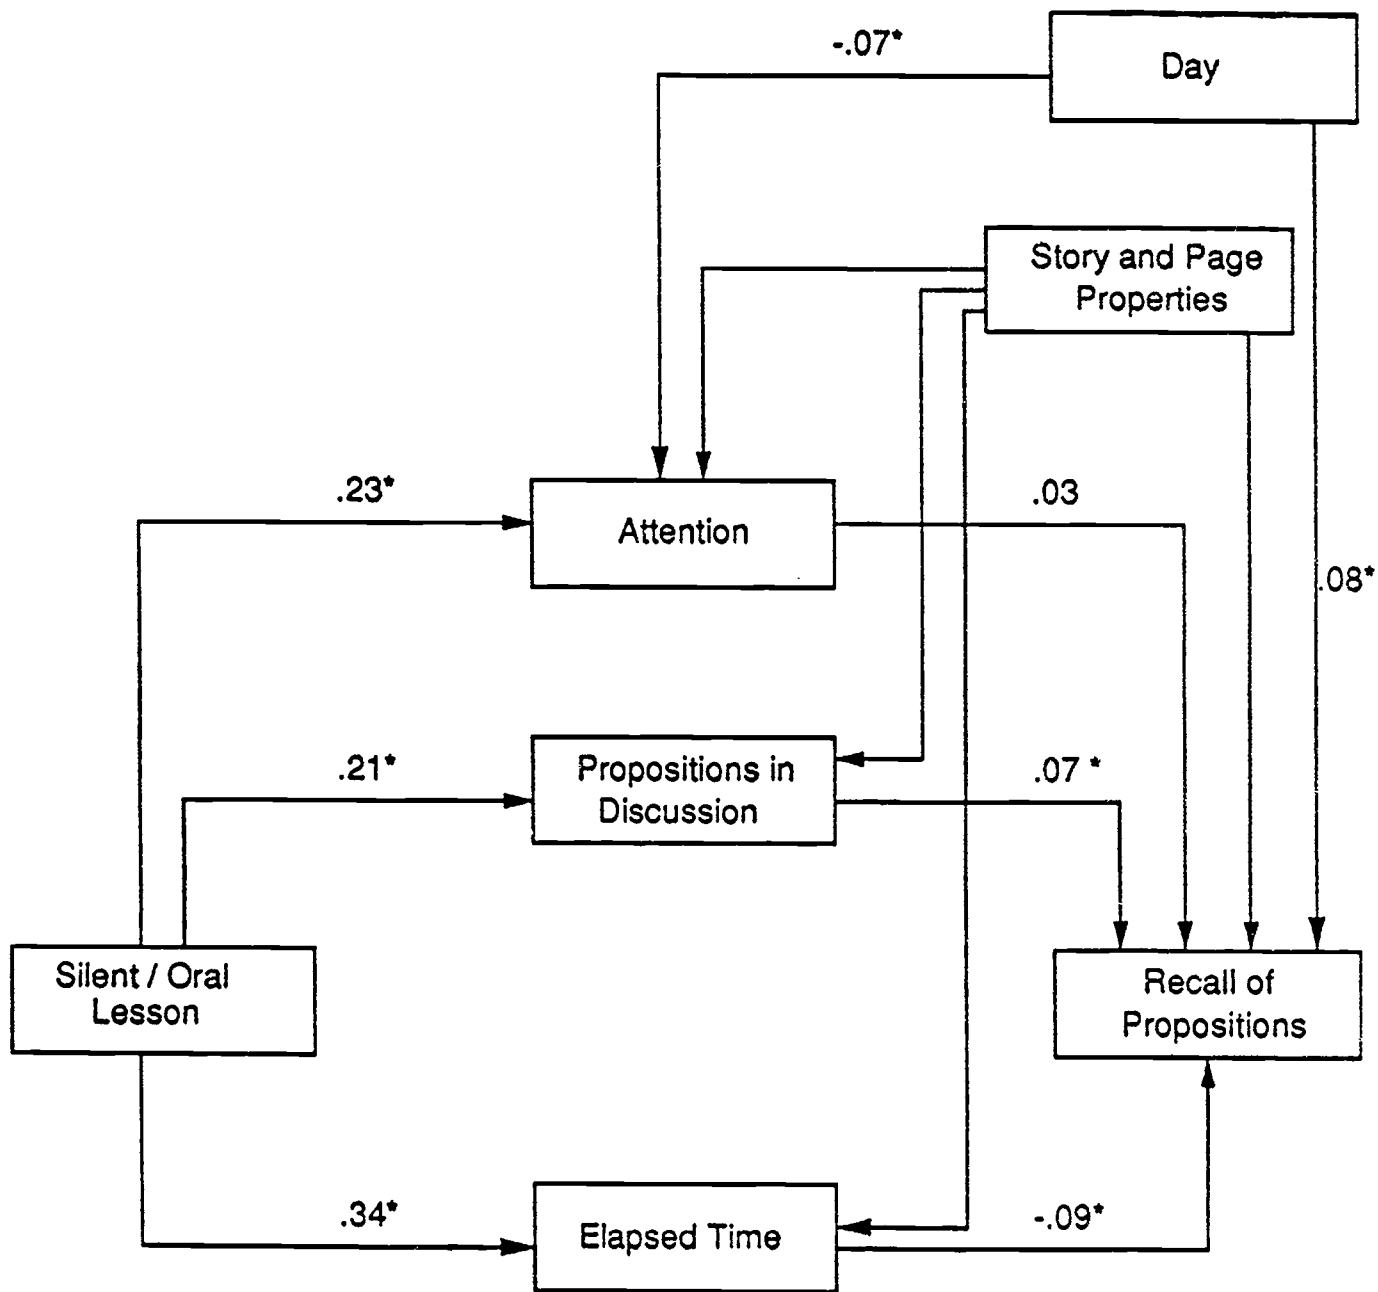 -.07*
Day
Story and Page
Properties
.23*
Attention
.03
.08*
.21*
Propositions in
Discussion
.07 *
Silent / Oral
Lesson
Recall of
Propositions
.34*
Elapsed Time
-.09*